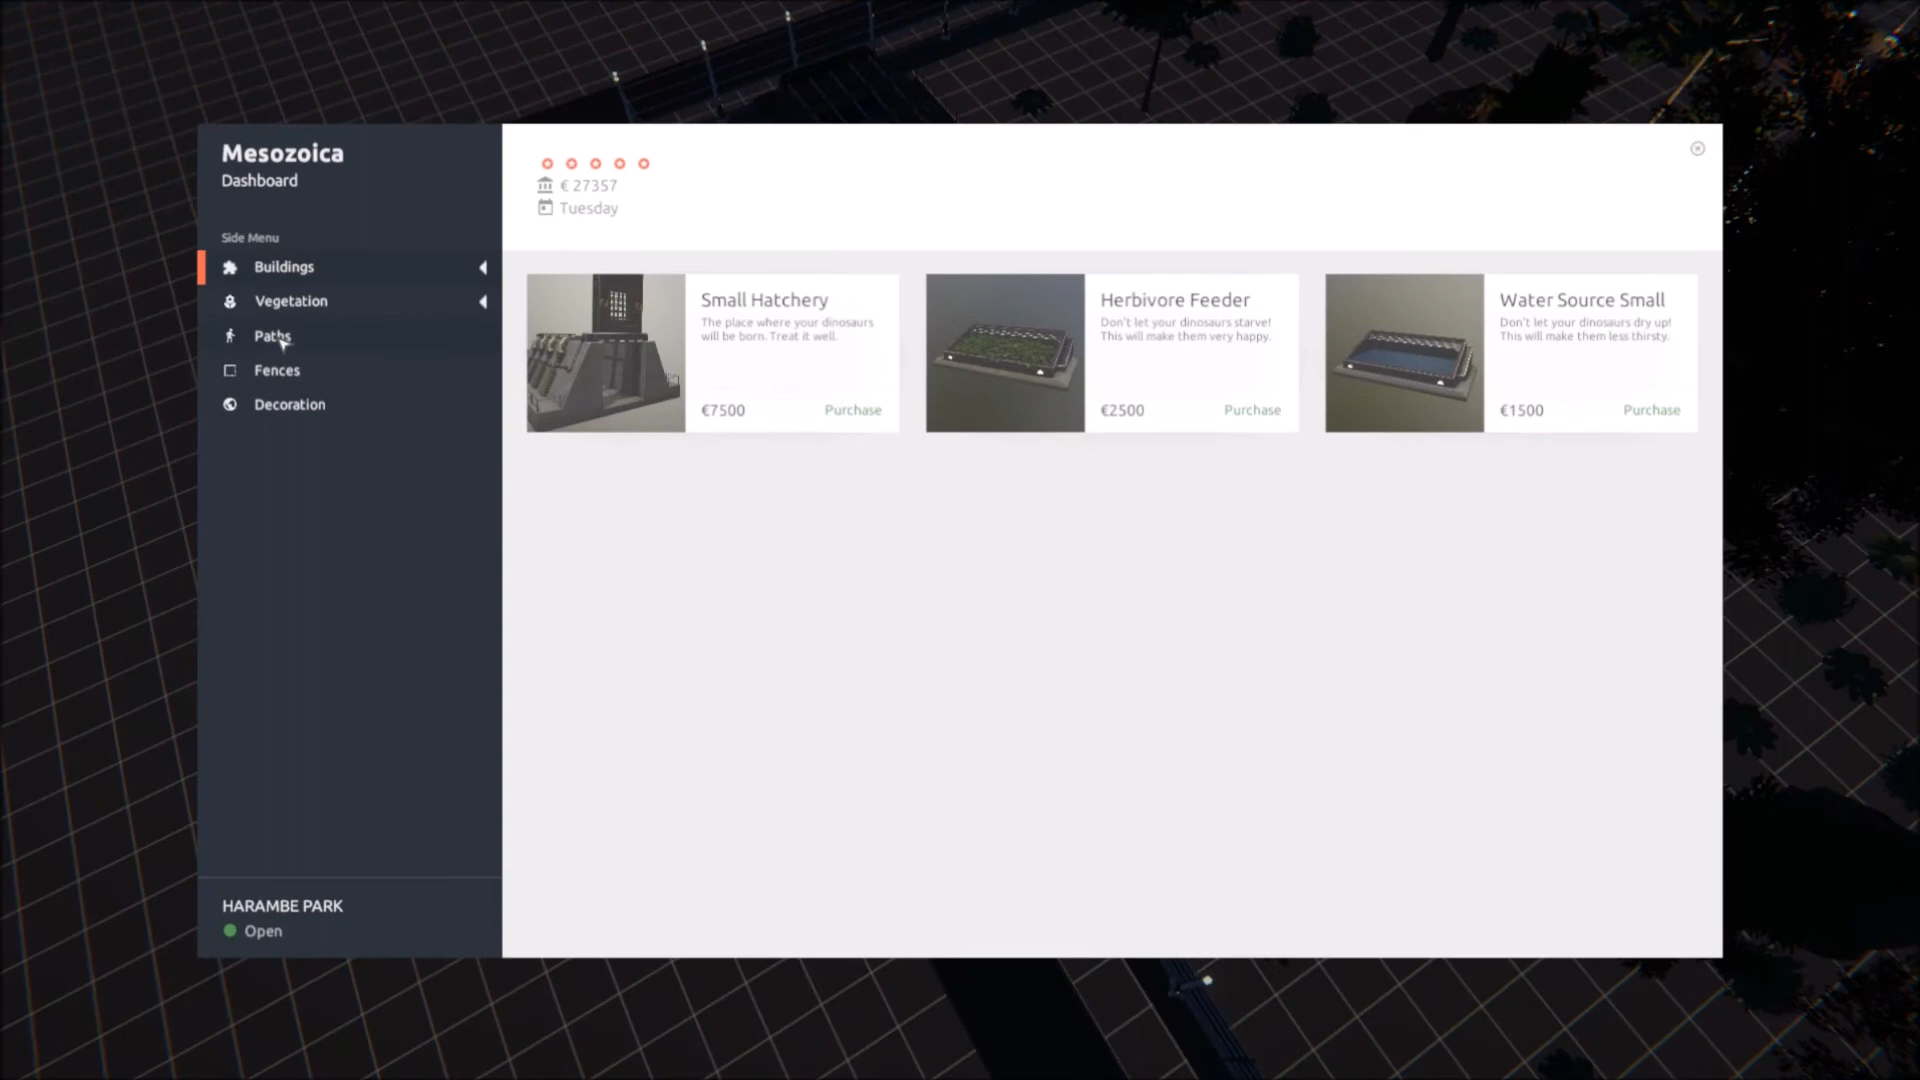 Mesozoica
Dashboard
Side Menu
Buildings
Vegetation
Paths
Fences
Decoration
HARAMBE PARK
Open
€ 27357
Tuesday
Small Hatchery
The place where your dinosaurs
will be born. Treat it well.
€7500 Purchase
Herbivore Feeder
Don't let your dinosaurs starve!
This will make them very happy.
€2500 Purchase
Water Source Small
Don't let your dinosaurs dry up!
This will make them less thirsty.
€1500 Purchase